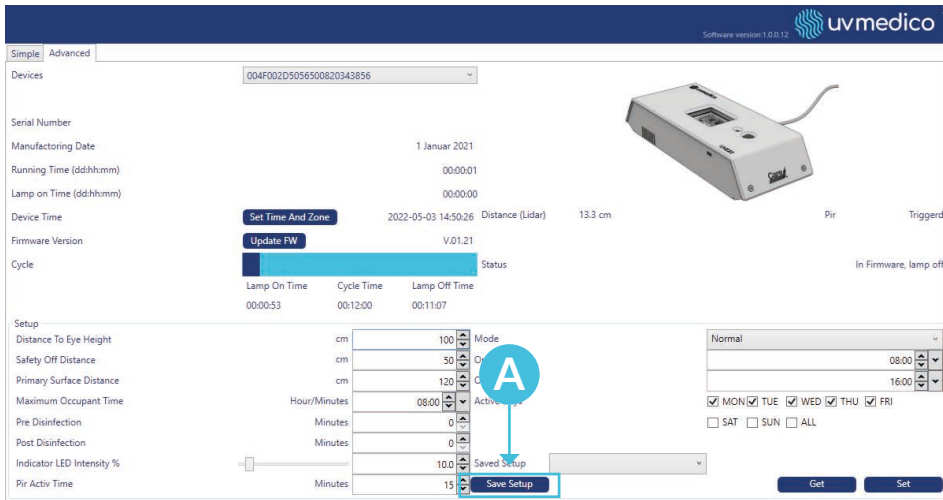 uvmedico
Software version:1.0.0.12
Simple Advanced
Devices 004F002D5056500820343856
Serial Number
Manufactoring Date 1 Januar 2021
Running Time (dd:hh:mm) 00:00:01
Lamp on Time (dd:hh:mm) 00:00:00
Device Time Set Time And Zone 2022-05-03 14:50:26 Distance (Lidar) 13.3 cm Pir Triggerd
Firmware Version Update FW V.01.21
Cycle Status In Firmware, lamp off
Lamp On Time Cycle Time Lamp Off Time
00:00:53 00:12:00 00:11:07
Setup
Distance To Eye Height cm 100 Mode Normal
Safety Off Distance cm 50 08:00
Primary Surface Distance cm 120 16:00
A
Maximum Occupant Time Hour/Minutes 08:00 Active MON TUE WED THU FRI
Pre Disinfection Minutes 0 SAT SUN ALL
Post Disinfection Minutes 0
Indicator LED Intensity % 10.0 Saved Setup
Pir Activ Time Minutes 15 Save Setup Get Set